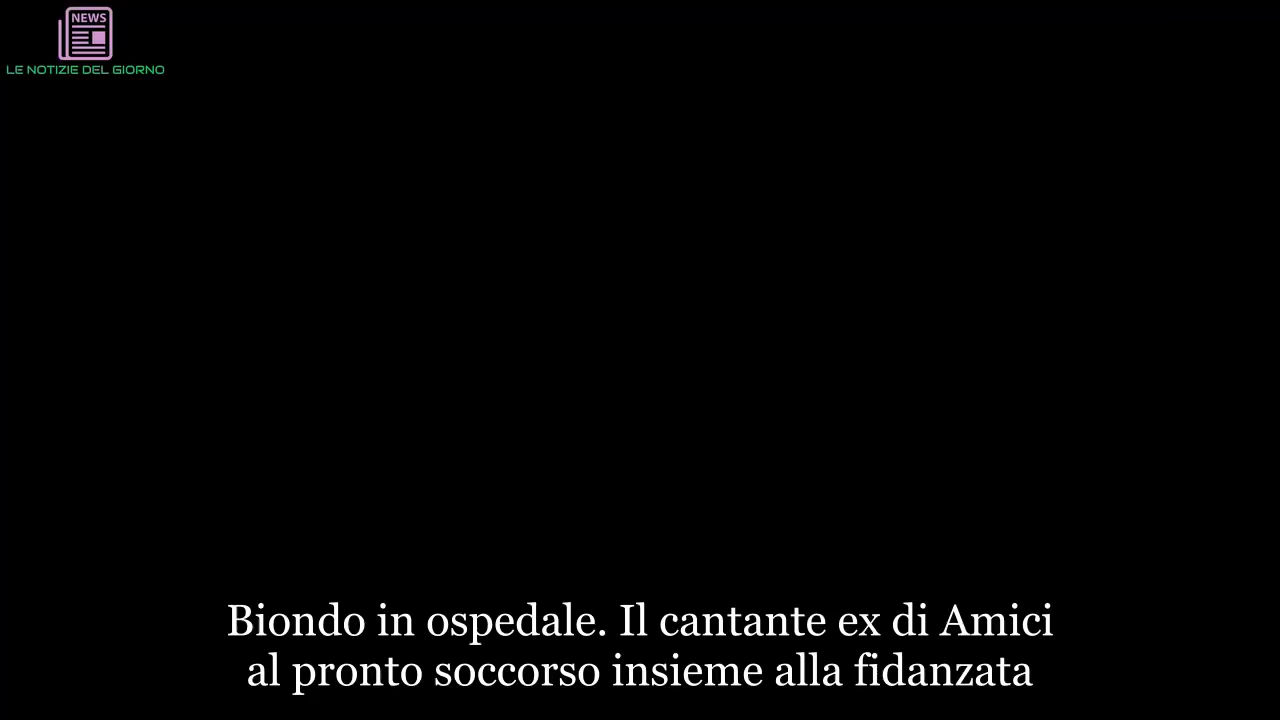 NEWS
LE NOTIZIE DEL GIORNO
Biondo in ospedale. Il cantante ex di Amici
al pronto soccorso insieme alla fidanzata